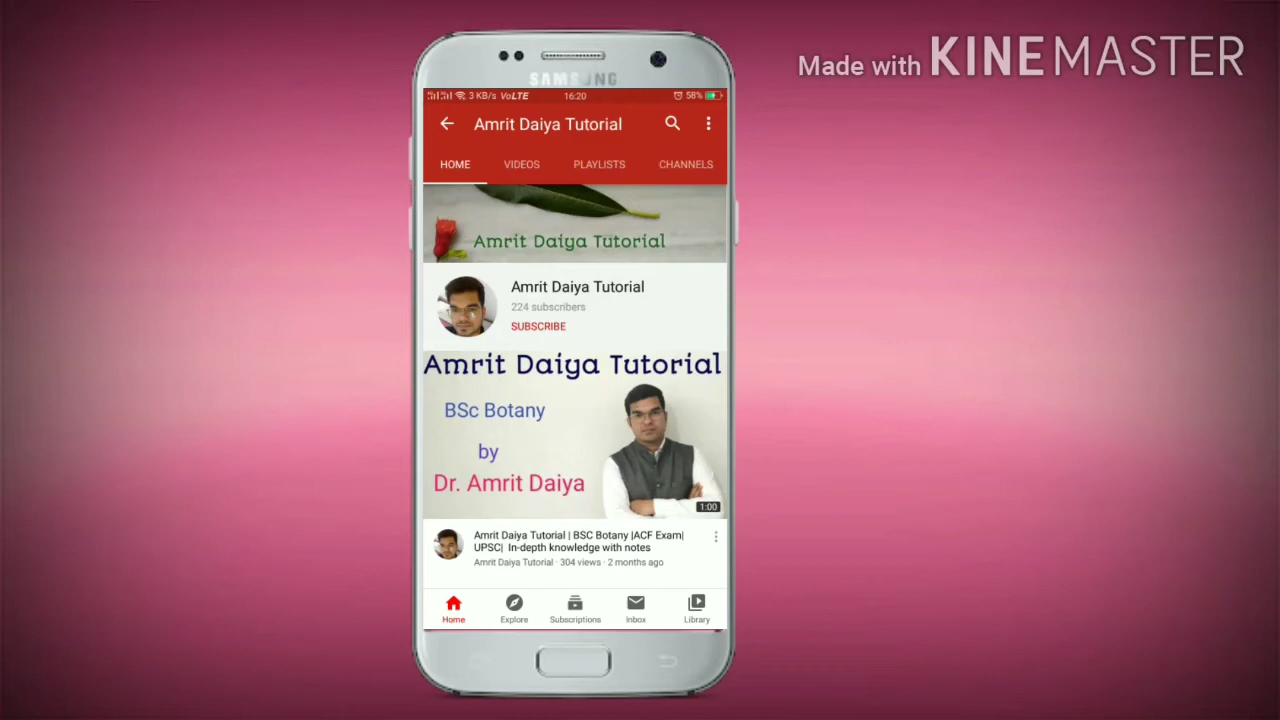 Made with KINEMASTER
SAMSUNG
3 KB/s VoLTE 16:20 58%
Amrit Daiya Tutorial
HOME VIDEOS PLAYLISTS CHANNELS
Amrit Daiya Tutorial
Amrit Daiya Tutorial
224 subscribers
SUBSCRIBE
Amrit Daiya Tutorial
BSc Botany
by
Dr. Amrit Daiya
1:00
Amrit Daiya Tutorial | BSC Botany |ACF Exam|
UPSC| In-depth knowledge with notes
Amrit Daiya Tutorial · 304 views · 2 months ago
Home Explore Subscriptions Inbox Library